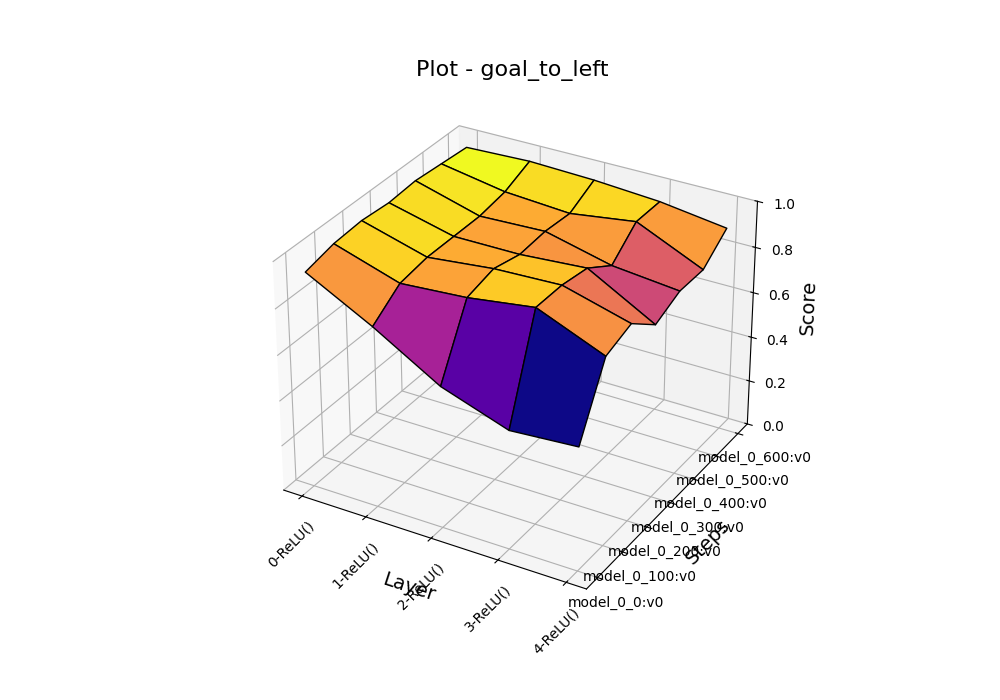 Plot - goal_to_left
1.0
0.8
0.6
0.4
0.2
0.0
Score
model_0_600:v0
model_0_500:v0
model_0_400:v0
model_0_300:v0
model_0_200:v0
model_0_100:v0
model_0_0:v0
Steps
0-ReLU()
1-ReLU()
2-ReLU()
3-ReLU()
4-ReLU()
Layer